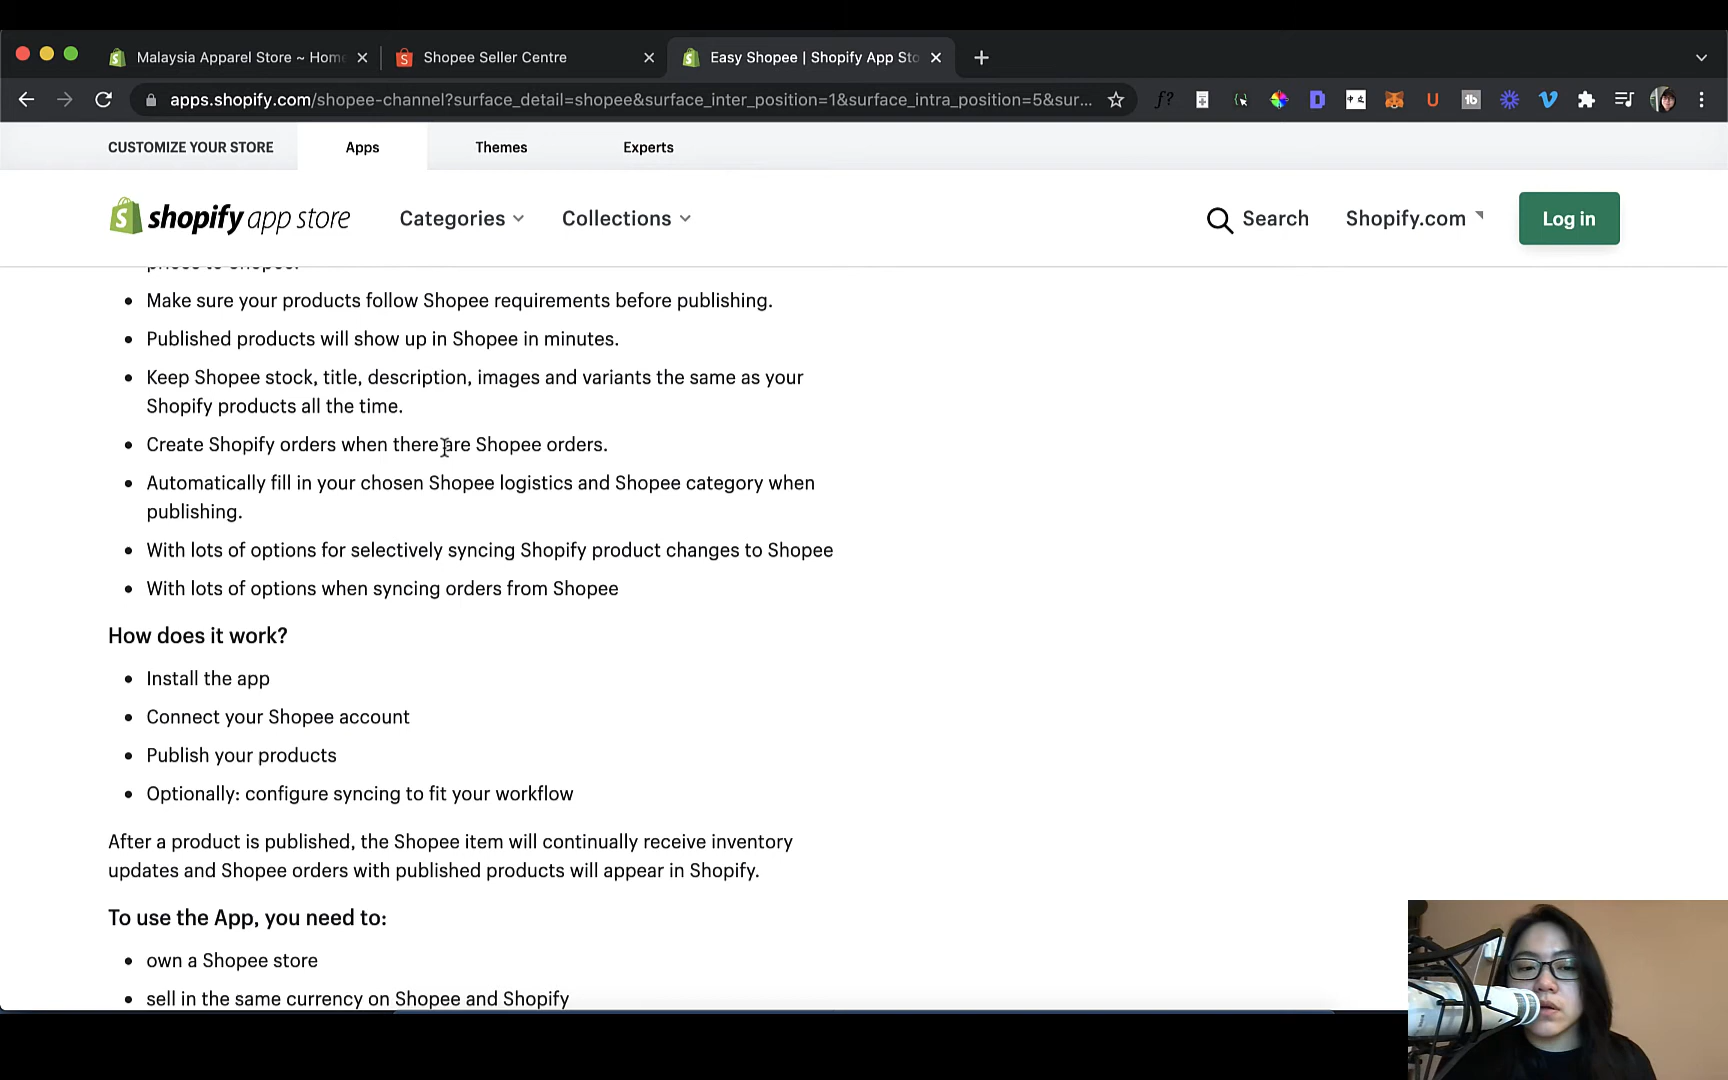 Malaysia Apparel Store ~ Hom
Shopee Seller Centre
Easy Shopee | Shopify App Sto
apps.shopify.com/shopee-channel?surface_detail=shopee&surface_inter_position=1&surface_intra_position=5&sur...
CUSTOMIZE YOUR STORE
Apps
Themes
Experts
shopify app store
Categories
Collections
Search
Shopify.com
Log in
prices to Shopee.
Make sure your products follow Shopee requirements before publishing.
Published products will show up in Shopee in minutes.
Keep Shopee stock, title, description, images and variants the same as your
Shopify products all the time.
Create Shopify orders when there are Shopee orders.
Automatically fill in your chosen Shopee logistics and Shopee category when
publishing.
With lots of options for selectively syncing Shopify product changes to Shopee
With lots of options when syncing orders from Shopee
How does it work?
Install the app
Connect your Shopee account
Publish your products
Optionally: configure syncing to fit your workflow
After a product is published, the Shopee item will continually receive inventory
updates and Shopee orders with published products will appear in Shopify.
To use the App, you need to:
own a Shopee store
sell in the same currency on Shopee and Shopify